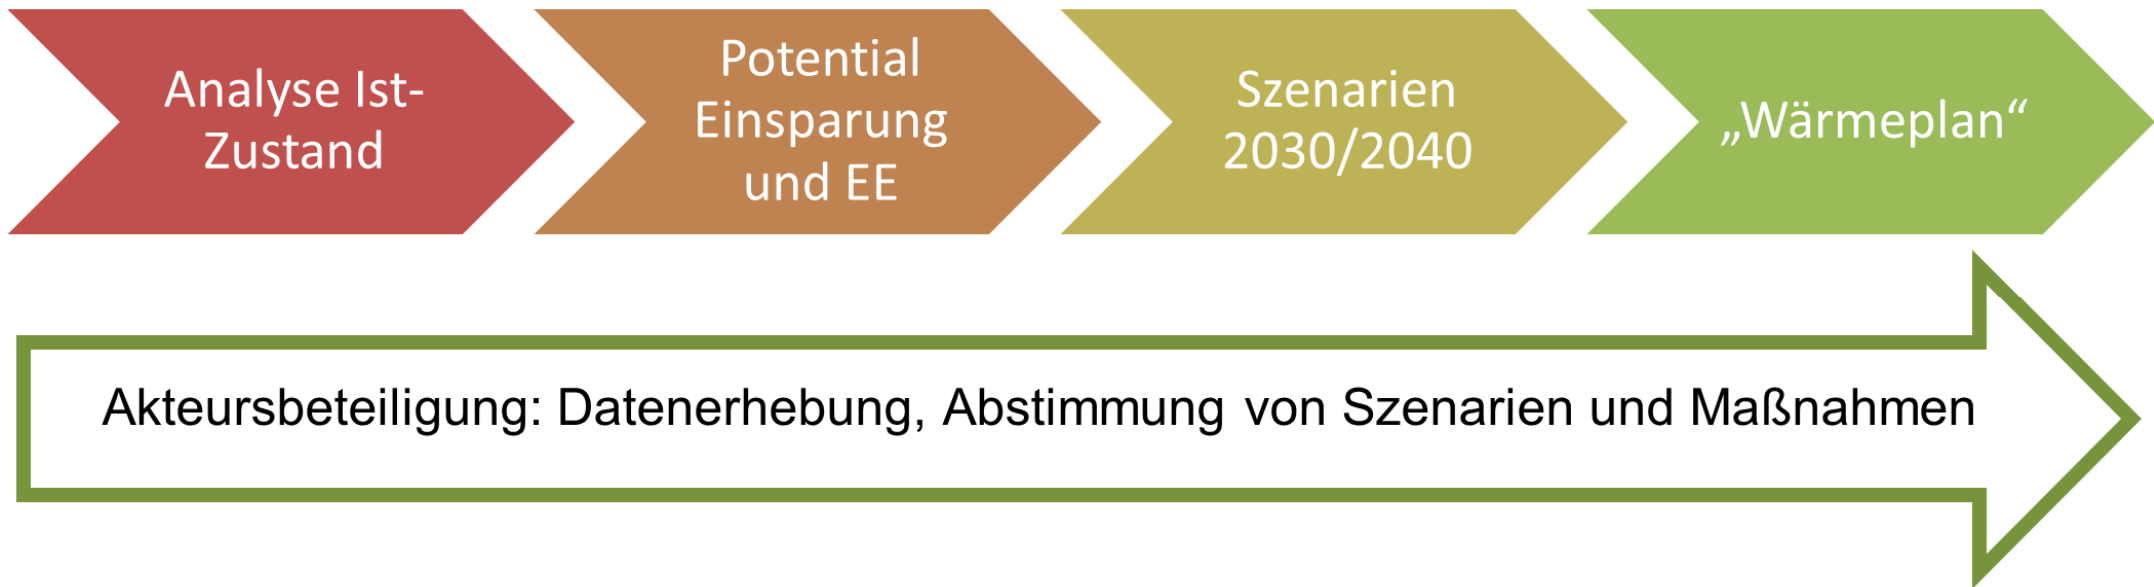 Analyse Ist-
Zustand
Potential
Einsparung
und EE
Szenarien
2030/2040
„Wärmeplan“
Akteursbeteiligung: Datenerhebung, Abstimmung von Szenarien und Maßnahmen